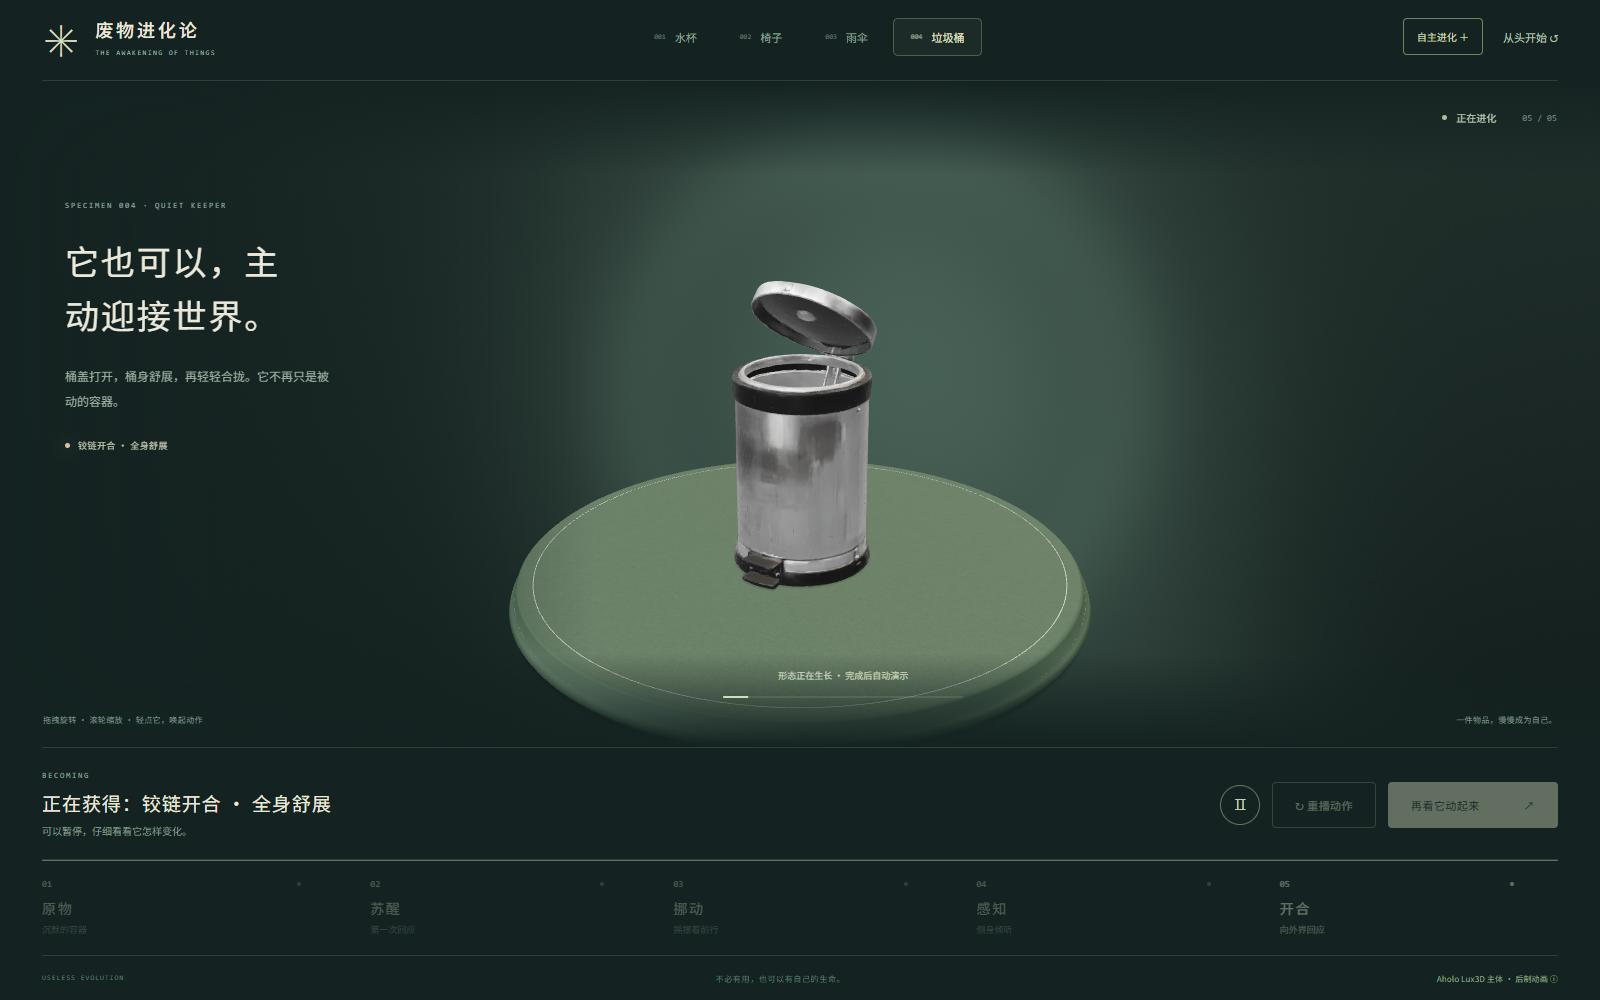 废物进化论
THE AWAKENING OF THINGS
001 水杯
002 椅子
003 雨伞
004 垃圾桶
自主进化 +
从头开始 ↺
正在进化 05 / 05
SPECIMEN 004 · QUIET KEEPER
它也可以，主
动迎接世界。
桶盖打开，桶身舒展，再轻轻合拢。它不再只是被
动的容器。
铰链开合 · 全身舒展
形态正在生长 · 完成后自动演示
拖拽旋转 · 滚轮缩放 · 轻点它，唤起动作
一件物品，慢慢成为自己。
BECOMING
正在获得：铰链开合 · 全身舒展
可以暂停，仔细看看它怎样变化。
↻ 重播动作
再看它动起来 ↗
01
原物
沉默的容器
02
苏醒
第一次回应
03
挪动
摇摆着前行
04
感知
侧身倾听
05
开合
向外界回应
USELESS EVOLUTION
不必有用，也可以有自己的生命。
Aholo Lux3D 主体 · 后制动画 ⓘ